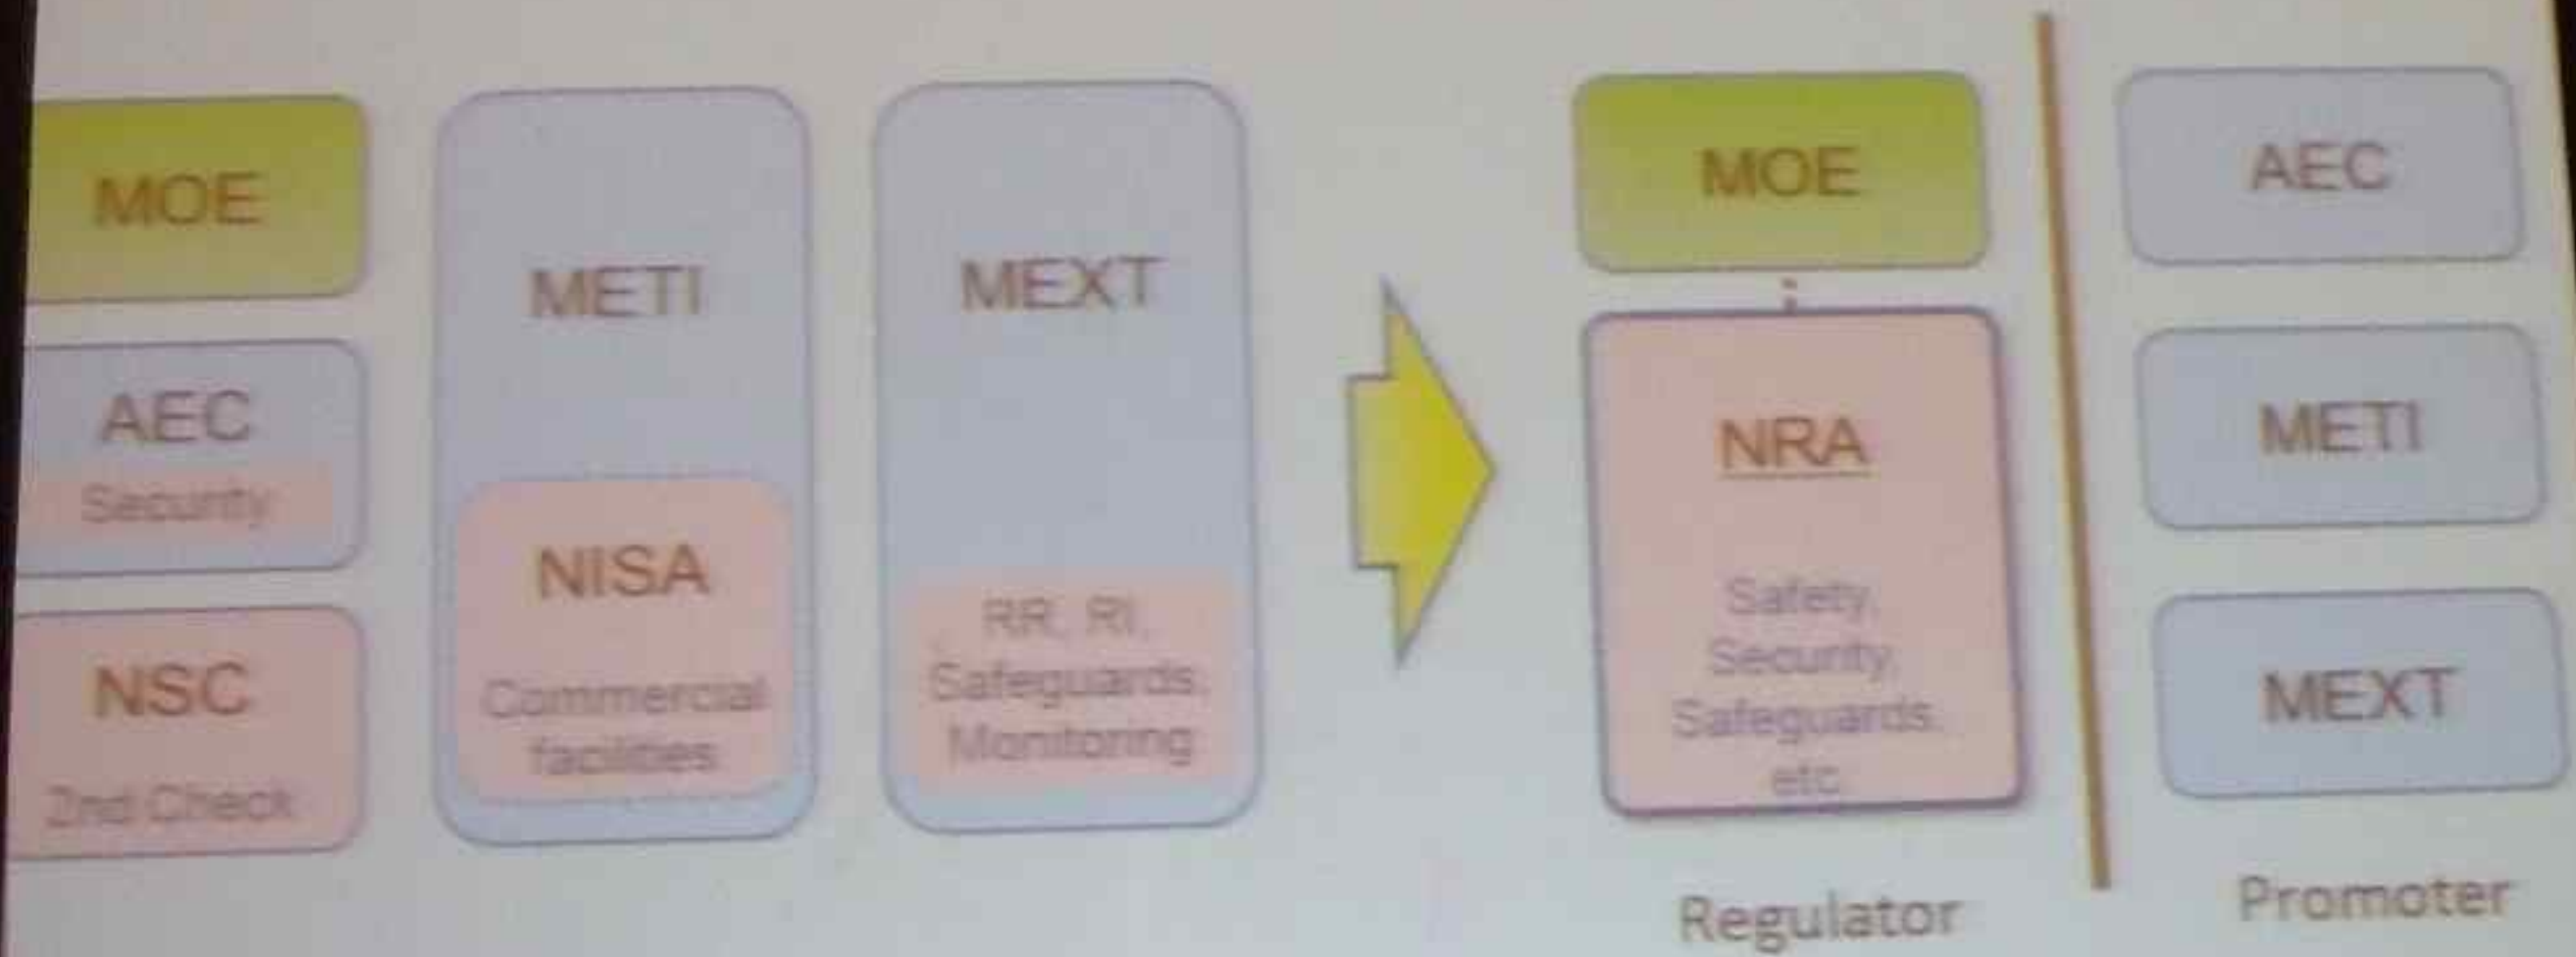 MOE
AEC
Security
NSC
2nd Check
METI
NISA
Commercial
facilities
MEXT
RR, RI,
Safeguards,
Monitoring
MOE
NRA
Safety,
Security,
Safeguards,
etc.
Regulator
AEC
METI
MEXT
Promoter